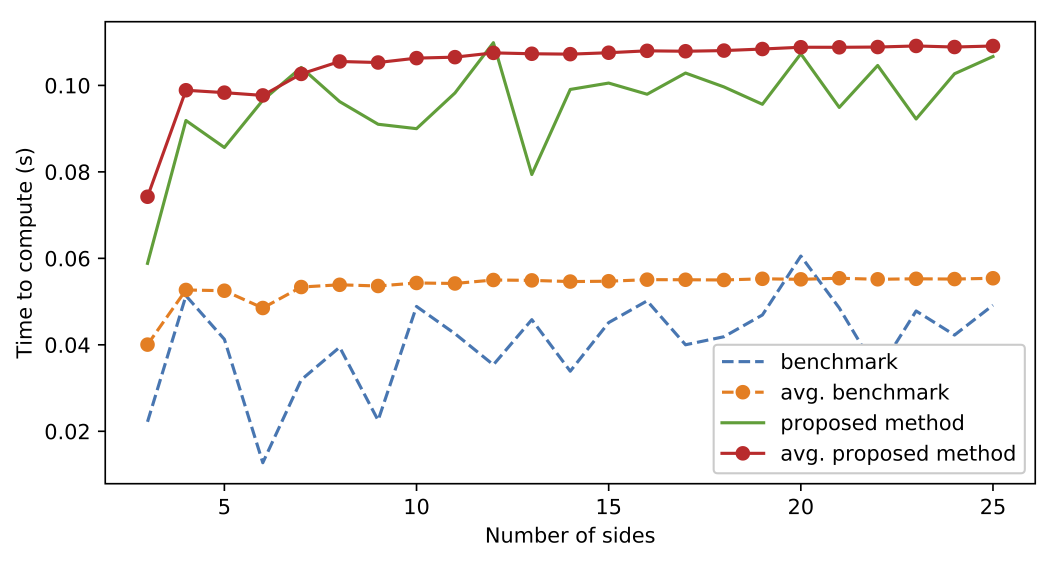 0.10
0.08
0.06
0.04
0.02
Time to compute (s)
5 10 15 20 25
Number of sides
benchmark
avg. benchmark
proposed method
avg. proposed method